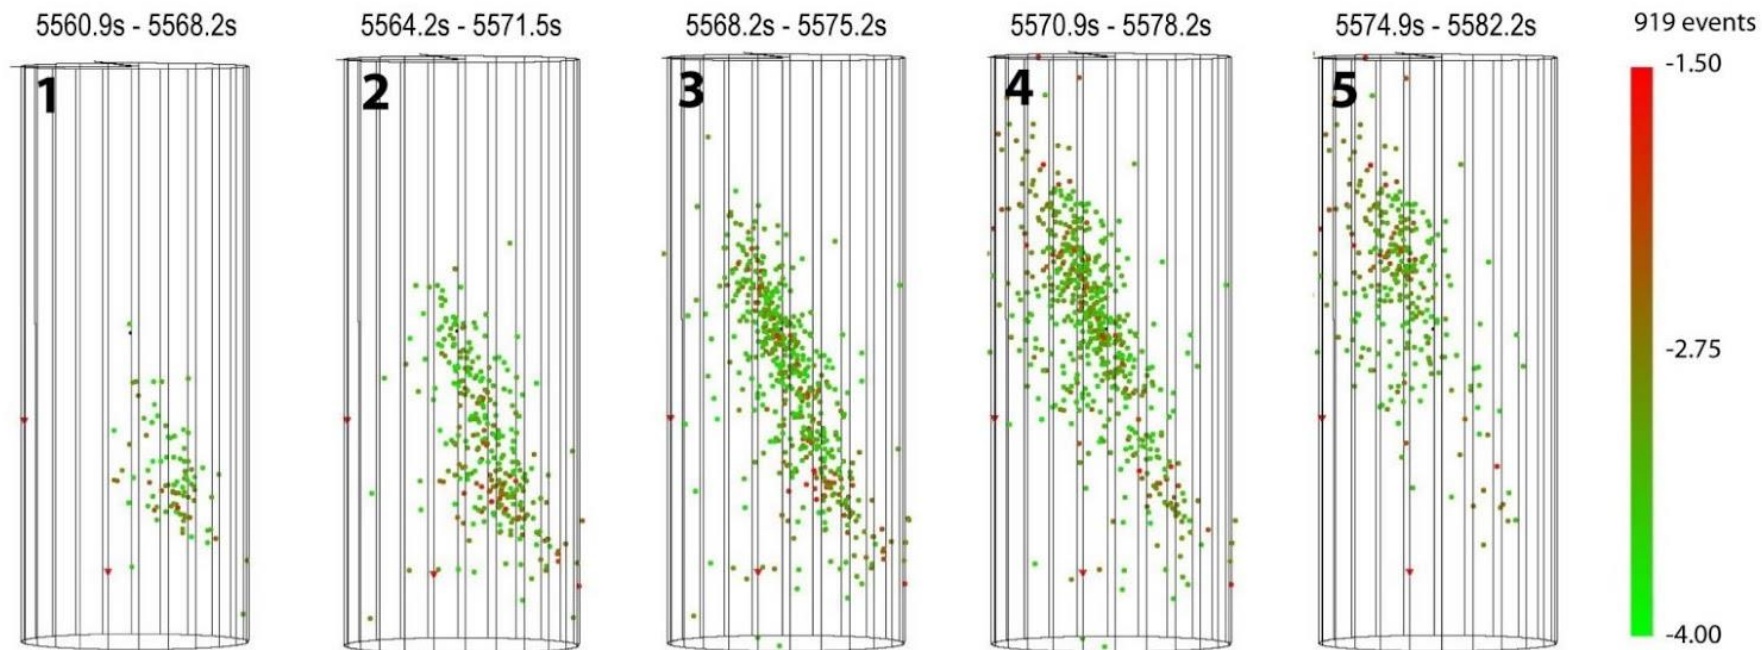 5560.9s - 5568.2s
5564.2s - 5571.5s
5568.2s - 5575.2s
5570.9s - 5578.2s
5574.9s - 5582.2s
919 events
1
2
3
4
5
-1.50
-2.75
-4.00